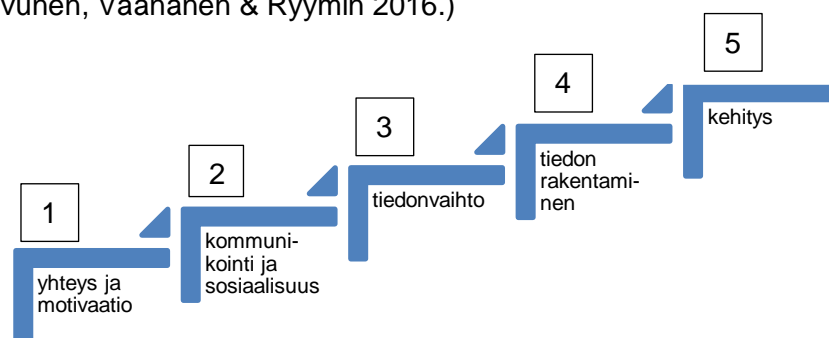 vunen, Väänänen & Ryymin 2016.)
1
yhteys ja
motivaatio
2
kommuni-
kointi ja
sosiaalisuus
3
tiedonvaihto
4
tiedon
rakentami-
nen
5
kehitys